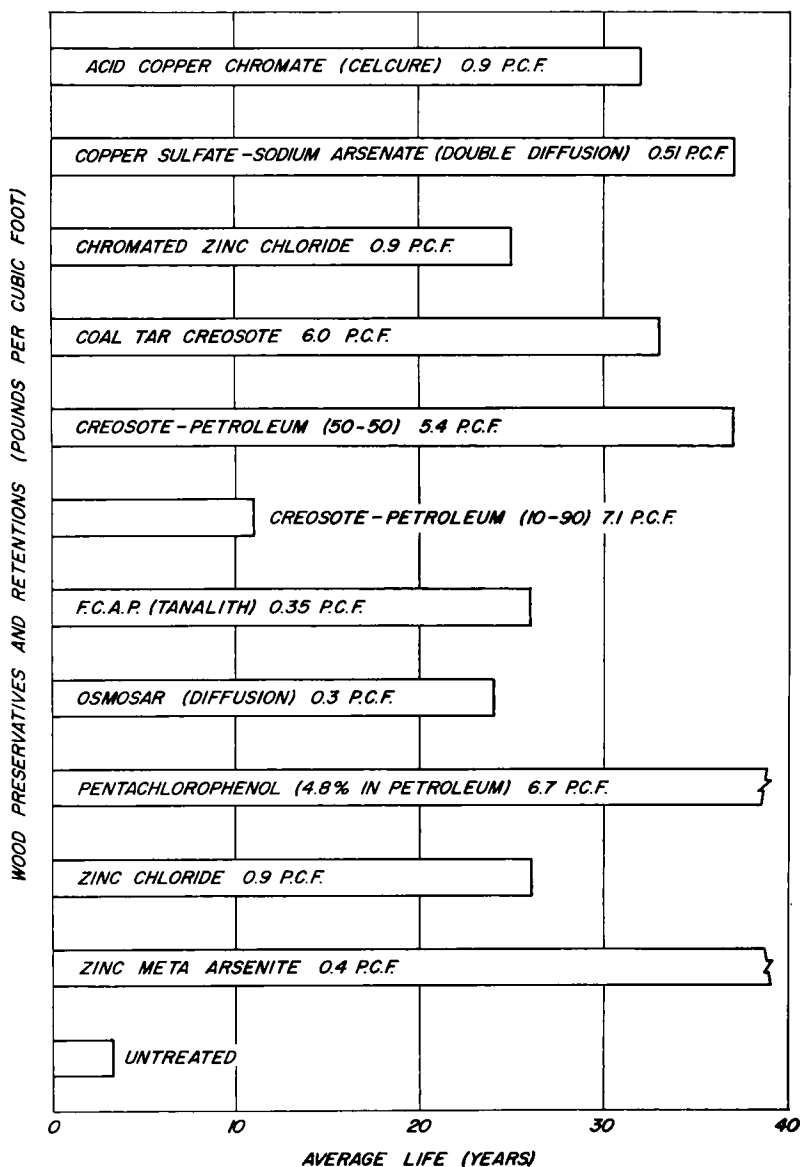 WOOD PRESERVATIVES AND RETENTIONS (POUNDS PER CUBIC FOOT)
ACID COPPER CHROMATE (CELCURE) 0.9 P.C.F.
COPPER SULFATE-SODIUM ARSENATE (DOUBLE DIFFUSION) 0.51 P.C.F.
CHROMATED ZINC CHLORIDE 0.9 P.C.F.
COAL TAR CREOSOTE 6.0 P.C.F.
CREOSOTE-PETROLEUM (50-50) 5.4 P.C.F.
CREOSOTE-PETROLEUM (10-90) 7.1 P.C.F.
F.C.A.P. (TANALITH) 0.35 P.C.F.
OSMOSAR (DIFFUSION) 0.3 P.C.F.
PENTACHLOROPHENOL (4.8% IN PETROLEUM) 6.7 P.C.F.
ZINC CHLORIDE 0.9 P.C.F.
ZINC META ARSENITE 0.4 P.C.F.
UNTREATED
0 10 20 30 40
AVERAGE LIFE (YEARS)